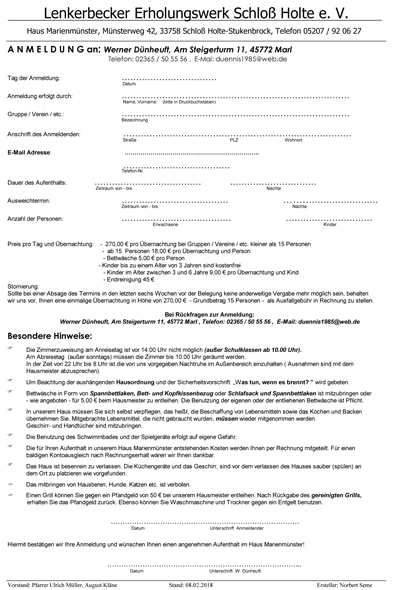 Lenkerbecker Erholungswerk Schloß Holte e. V.
Haus Marienmünster, Münsterweg 42, 33758 Schloß Holte-Stukenbrock, Telefon 05207 / 92 06 27
A N M E L D U N G an: Werner Dünheuft, Am Steigerturm 11, 45772 Marl
Telefon: 02365 / 50 55 56 , E-Mai: duennis1985@web.de
Tag der Anmeldung:
Datum
Anmeldung erfolgt durch:
Name, Vorname (bitte in Druckbuchstaben)
Gruppe / Verein / etc.:
Bezeichnung
Anschrift des Anmeldenden:
Straße PLZ Wohnort
E-Mail Adresse:
Telefon-Nr.
Dauer des Aufenthalts:
Zeitraum von - bis Nächte
Ausweichtermin:
Zeitraum von - bis Nächte
Anzahl der Personen:
Erwachsene Kinder
Preis pro Tag und Übernachtung: - 270,00 € pro Übernachtung bei Gruppen / Vereine / etc. kleiner als 15 Personen
- ab 15 Personen 18,00 € pro Übernachtung und Person
- Bettwäsche 5,00 € pro Person
- Kinder bis zu einem Alter von 3 Jahren sind kostenfrei
- Kinder im Alter zwischen 3 und 6 Jahre 9,00 € pro Übernachtung und Kind
- Endreinigung 45 €
Stornierung:
Sollte bei einer Absage des Termins in den letzten sechs Wochen vor der Belegung keine anderweitige Vergabe mehr möglich sein, behalten
wir uns vor, Ihnen eine einmalige Übernachtung in Höhe von 270,00 € - Grundbetrag 15 Personen - als Ausfallgebühr in Rechnung zu stellen.
Bei Rückfragen zur Anmeldung:
Werner Dünheuft, Am Steigerturm 11, 45772 Marl , Telefon: 02365 / 50 55 56 , E-Mail: duennis1985@web.de
Besondere Hinweise:
Die Zimmerzuweisung am Anreisetag ist vor 14.00 Uhr nicht möglich (außer Schulklassen ab 10.00 Uhr).
Am Abreisetag (außer sonntags) müssen die Zimmer bis 10.00 Uhr geräumt werden.
In der Zeit von 22 Uhr bis 8 Uhr ist die von uns vorgegeben Nachtruhe im Außenbereich einzuhalten ( Ausnahmen sind mit dem
Hausmeister abzusprechen).
Um Beachtung der aushängenden Hausordnung und der Sicherheitsvorschrift „Was tun, wenn es brennt? " wird gebeten.
Bettwäsche in Form von Spannbettlaken, Bett- und Kopfkissenbezug oder Schlafsack und Spannbettlaken ist mitzubringen oder
- wie angeboten - für 5,00 € beim Hausmeister zu entleihen. Die Benutzung der eigenen oder der entliehenen Bettwäsche ist Pflicht.
In unserem Haus müssen Sie sich selbst verpflegen, das heißt, die Beschaffung von Lebensmitteln sowie das Kochen und Backen
übernehmen Sie. Mitgebrachte Lebensmittel, die nicht gebraucht wurden, müssen wieder mitgenommen werden.
Geschirr- und Handtücher sind mitzubringen.
Die Benutzung des Schwimmbades und der Spielgeräte erfolgt auf eigene Gefahr.
Die für Ihren Aufenthalt in unserem Haus Marienmünster entstehenden Kosten werden Ihnen per Rechnung mitgeteilt. Für einen
baldigen Kontoausgleich nach Rechnungserhalt wären wir Ihnen dankbar.
Das Haus ist besenrein zu verlassen. Die Küchengeräte und das Geschirr, sind vor dem verlassen des Hauses sauber (spülen) an
dem Ort zu platzieren wie vorgefunden.
Das mitbringen von Haustieren, Hunde, Katzen etc. ist verboten.
Einen Grill können Sie gegen ein Pfandgeld von 50 € bei unserem Hausmeister entleihen. Nach Rückgabe des gereinigten Grills,
erhalten Sie das Pfandgeld zurück. Ebenso können Sie Waschmaschine und Trockner gegen ein Entgelt benutzen.
Datum Unterschrift Anmeldender
Hiermit bestätigen wir Ihre Anmeldung und wünschen Ihnen einen angenehmen Aufenthalt im Haus Marienmünster!
Datum Unterschrift W. Dünheuft
Vorstand: Pfarrer Ulrich Müller, August Kläne Stand: 08.02.2018 Ersteller: Norbert Seme